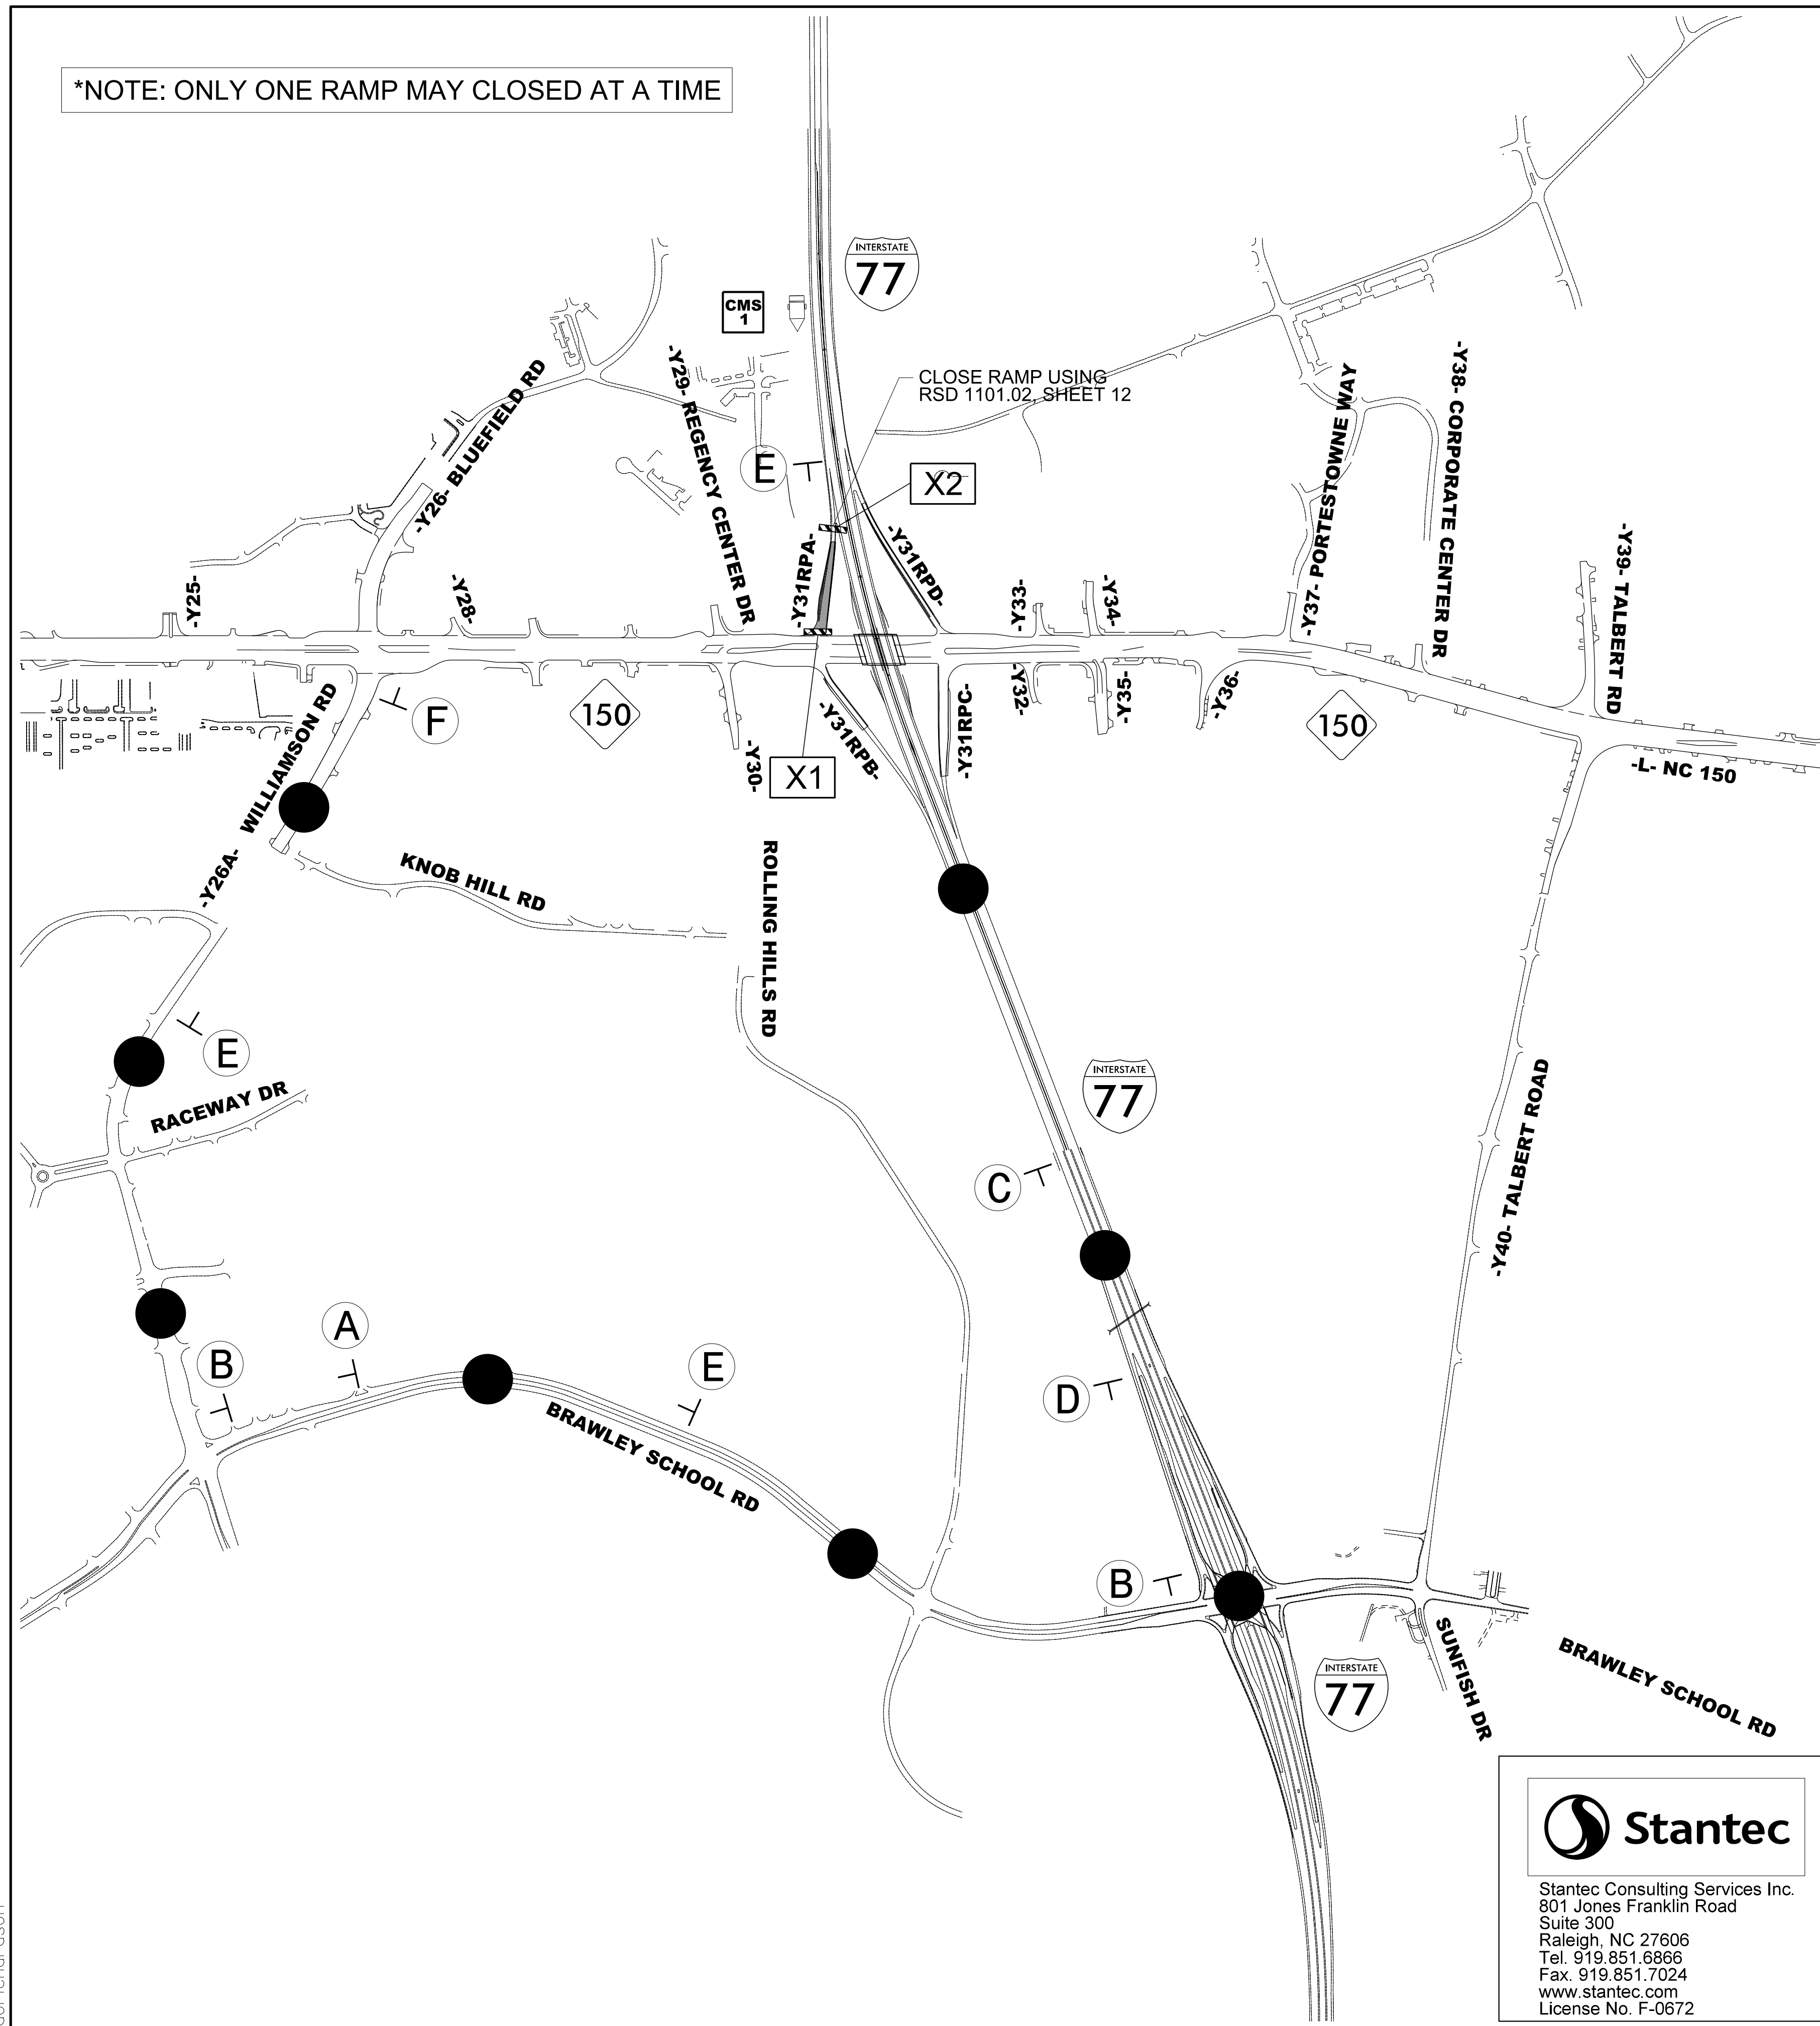 *NOTE: ONLY ONE RAMP MAY CLOSED AT A TIME
INTERSTATE
77
CMS
1
CLOSE RAMP USING
RSD 1101.02, SHEET 12
-Y26- BLUEFIELD RD
-Y29- REGENCY CENTER DR
E
X2
-Y37- PORTESTOWNE WAY
-Y38- CORPORATE CENTER DR
-Y39- TALBERT RD
-Y25-
-Y28-
-Y31RPA-
-Y31RPD-
-Y33-
-Y34-
F
150
-Y30-
X1
-Y31RPB-
-Y31RPC-
-Y32-
-Y35-
-Y36-
150
-L- NC 150
-Y26A- WILLIAMSON RD
KNOB HILL RD
ROLLING HILLS RD
E
RACEWAY DR
INTERSTATE
77
C
-Y40- TALBERT ROAD
B
A
E
D
BRAWLEY SCHOOL RD
B
INTERSTATE
77
SUNFISH DR
BRAWLEY SCHOOL RD
Stantec
Stantec Consulting Services Inc.
801 Jones Franklin Road
Suite 300
Raleigh, NC 27606
Tel. 919.851.6866
Fax. 919.851.7024
www.stantec.com
License No. F-0672